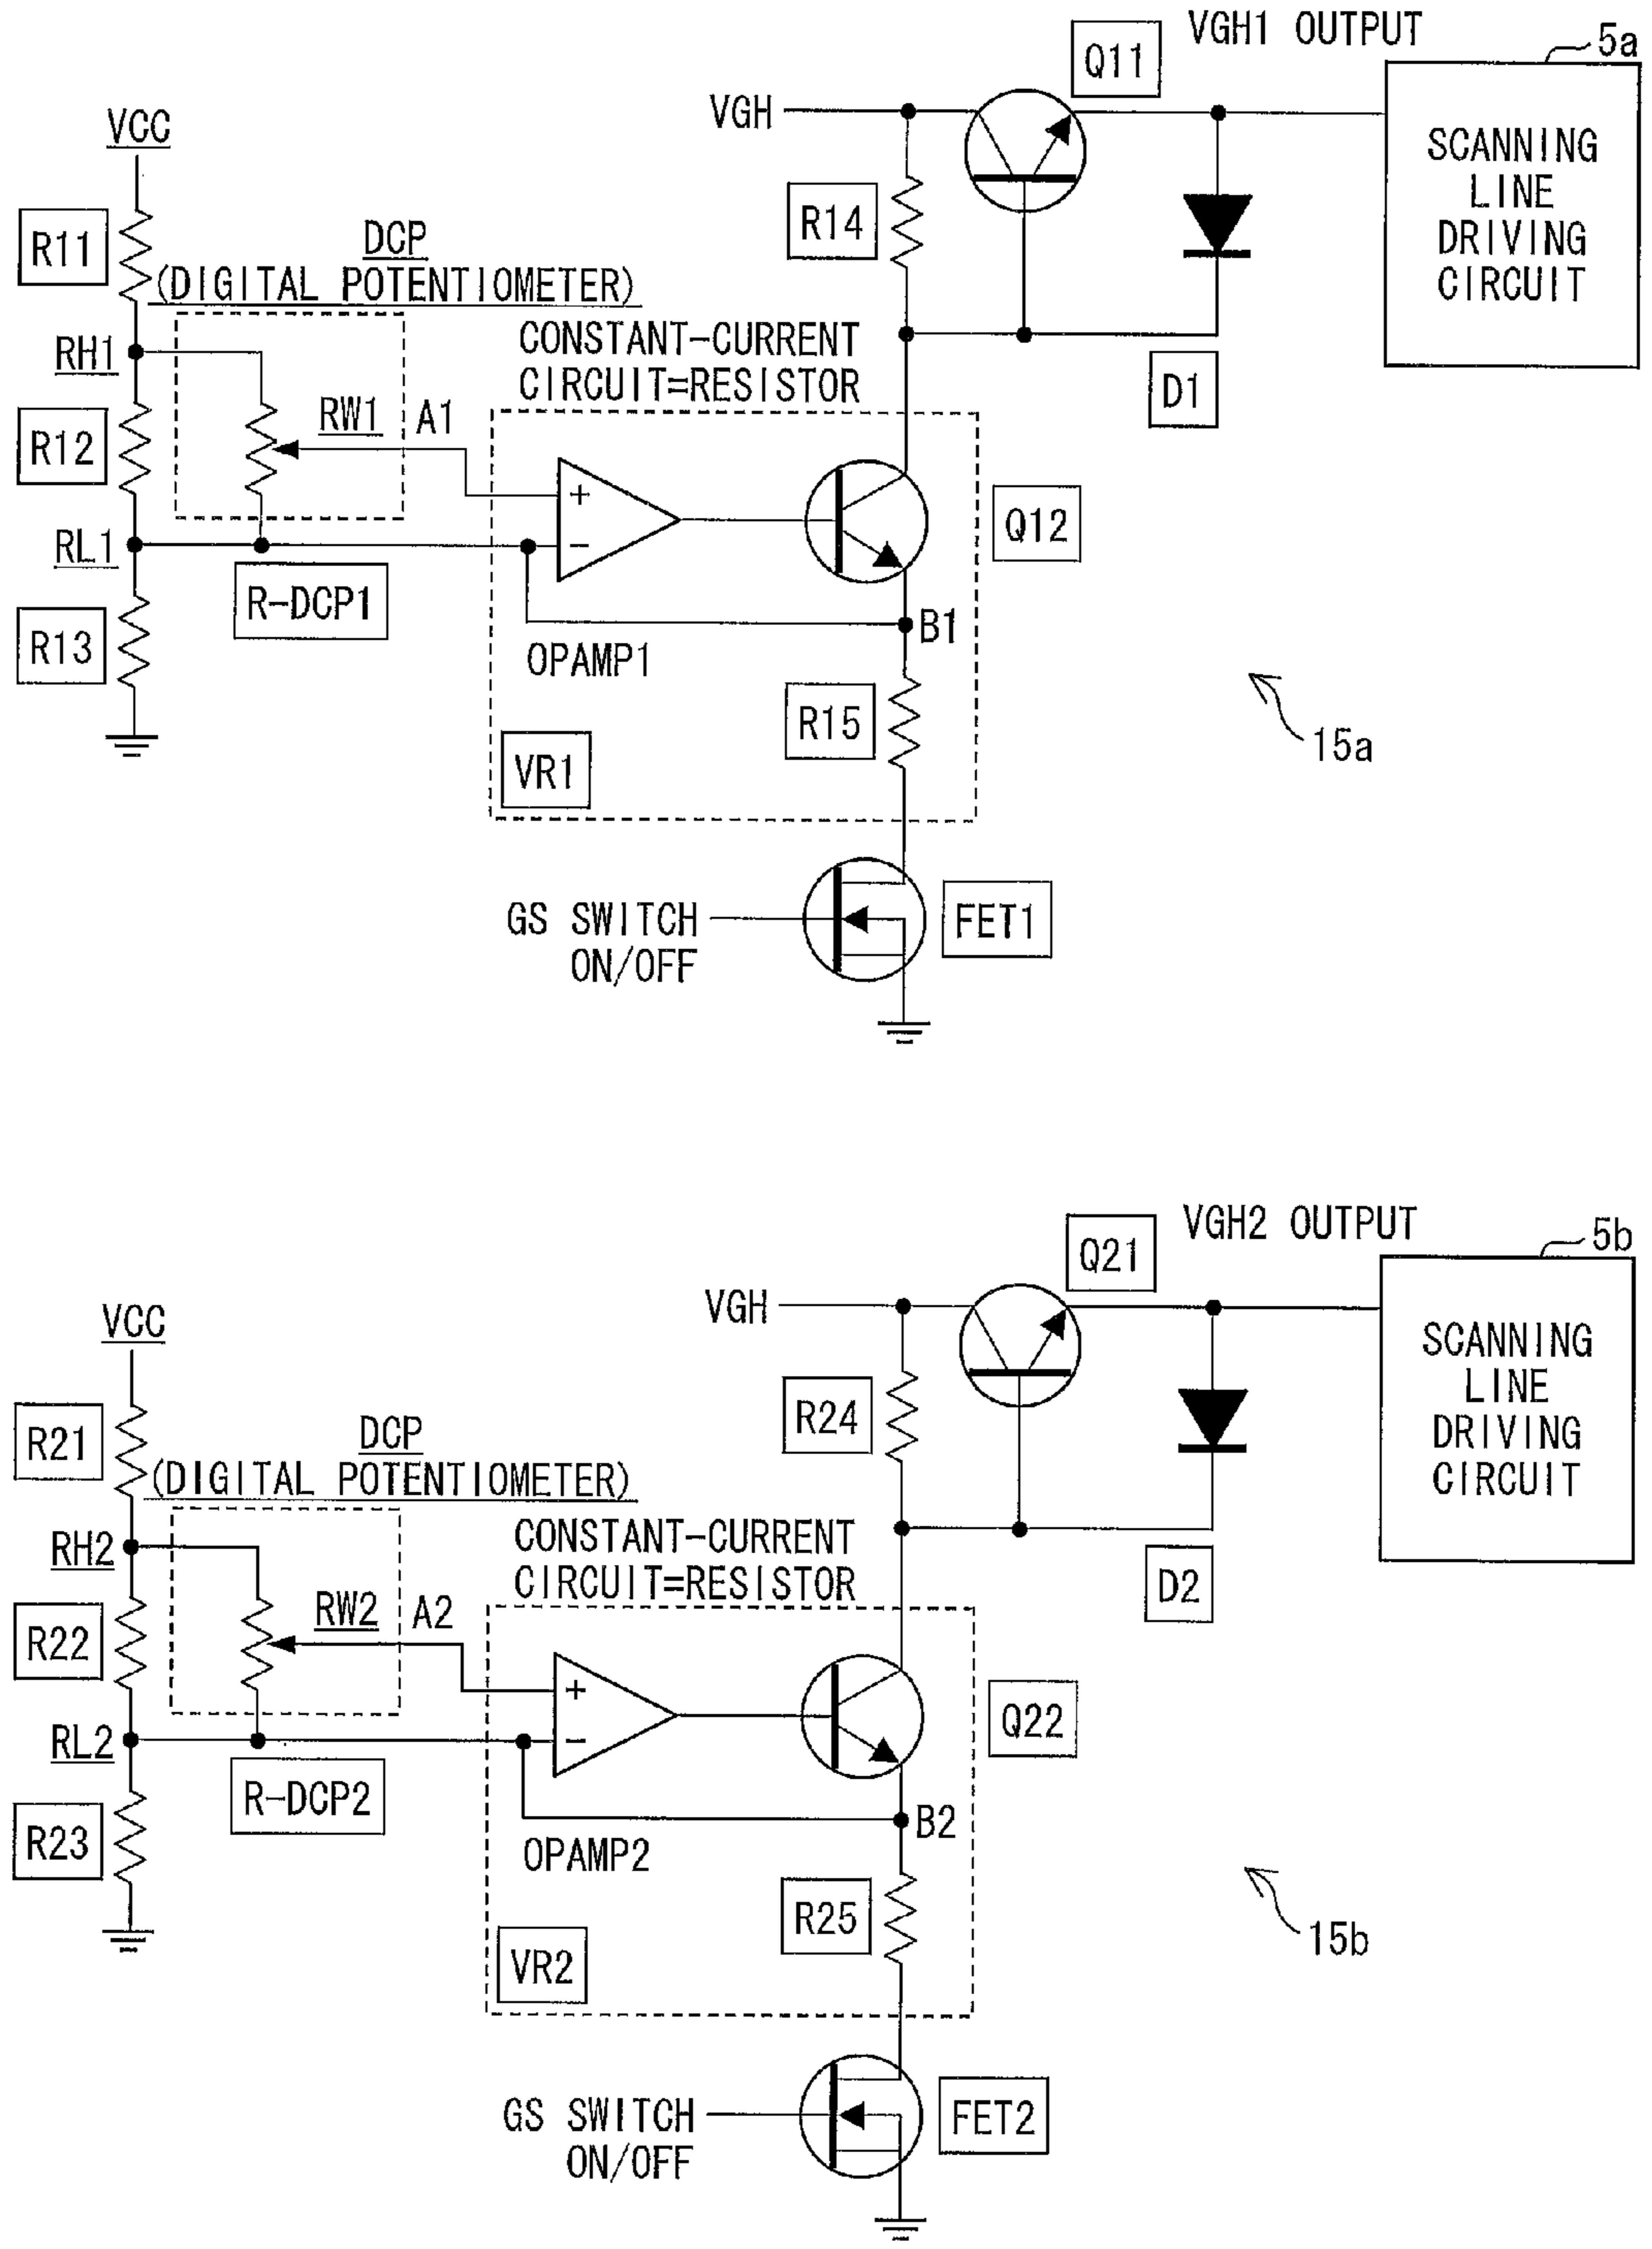 VGH1 OUTPUT
5a
Q11
VGH
SCANNING
LINE
DRIVING
CIRCUIT
VCC
R14
R11
DCP
(DIGITAL POTENTIOMETER)
CONSTANT-CURRENT
CIRCUIT=RESISTOR
RH1
D1
RW1
A1
R12
Q12
RL1
R-DCP1
B1
R13
OPAMP1
R15
15a
VR1
GS SWITCH
ON/OFF
FET1
VGH2 OUTPUT
5b
Q21
VGH
SCANNING
LINE
DRIVING
CIRCUIT
VCC
R24
R21
DCP
(DIGITAL POTENTIOMETER)
CONSTANT-CURRENT
CIRCUIT=RESISTOR
RH2
D2
RW2
A2
R22
Q22
RL2
R-DCP2
B2
R23
OPAMP2
R25
15b
VR2
GS SWITCH
ON/OFF
FET2
+
−
+
−